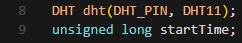 8 DHT dht(DHT_PIN, DHT11);
9 unsigned long startTime;